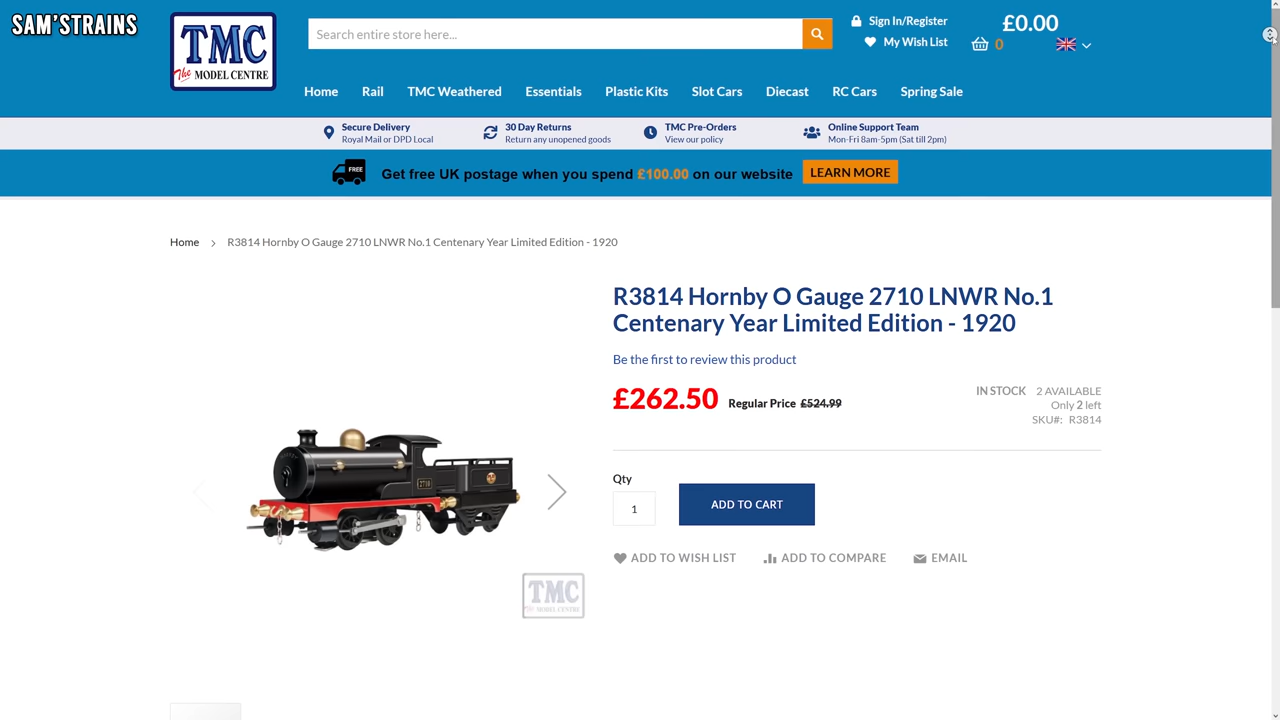 SAM'STRAINS
TMC
The MODEL CENTRE
Search entire store here...
Sign In/Register
My Wish List
£0.00
0
Home Rail TMC Weathered Essentials Plastic Kits Slot Cars Diecast RC Cars Spring Sale
Secure Delivery
Royal Mail or DPD Local
30 Day Returns
Return any unopened goods
TMC Pre-Orders
View our policy
Online Support Team
Mon-Fri 8am-5pm (Sat till 2pm)
FREE
Get free UK postage when you spend £100.00 on our website
LEARN MORE
Home > R3814 Hornby O Gauge 2710 LNWR No.1 Centenary Year Limited Edition - 1920
R3814 Hornby O Gauge 2710 LNWR No.1
Centenary Year Limited Edition - 1920
Be the first to review this product
£262.50 Regular Price £524.99
IN STOCK 2 AVAILABLE
Only 2 left
SKU#: R3814
Qty
1
ADD TO CART
ADD TO WISH LIST
ADD TO COMPARE
EMAIL
2710
TMC
The MODEL CENTRE